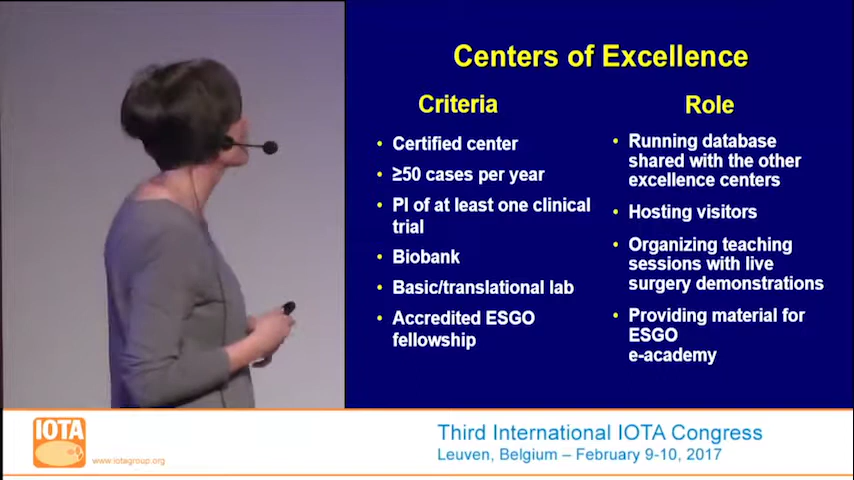 Centers of Excellence
Criteria
• Certified center
• ≥50 cases per year
• PI of at least one clinical
trial
• Biobank
• Basic/translational lab
• Accredited ESGO
fellowship
Role
• Running database
shared with the other
excellence centers
• Hosting visitors
• Organizing teaching
sessions with live
surgery demonstrations
• Providing material for
ESGO
e-academy
IOTA
www.iotagroup.org
Third International IOTA Congress
Leuven, Belgium – February 9-10, 2017